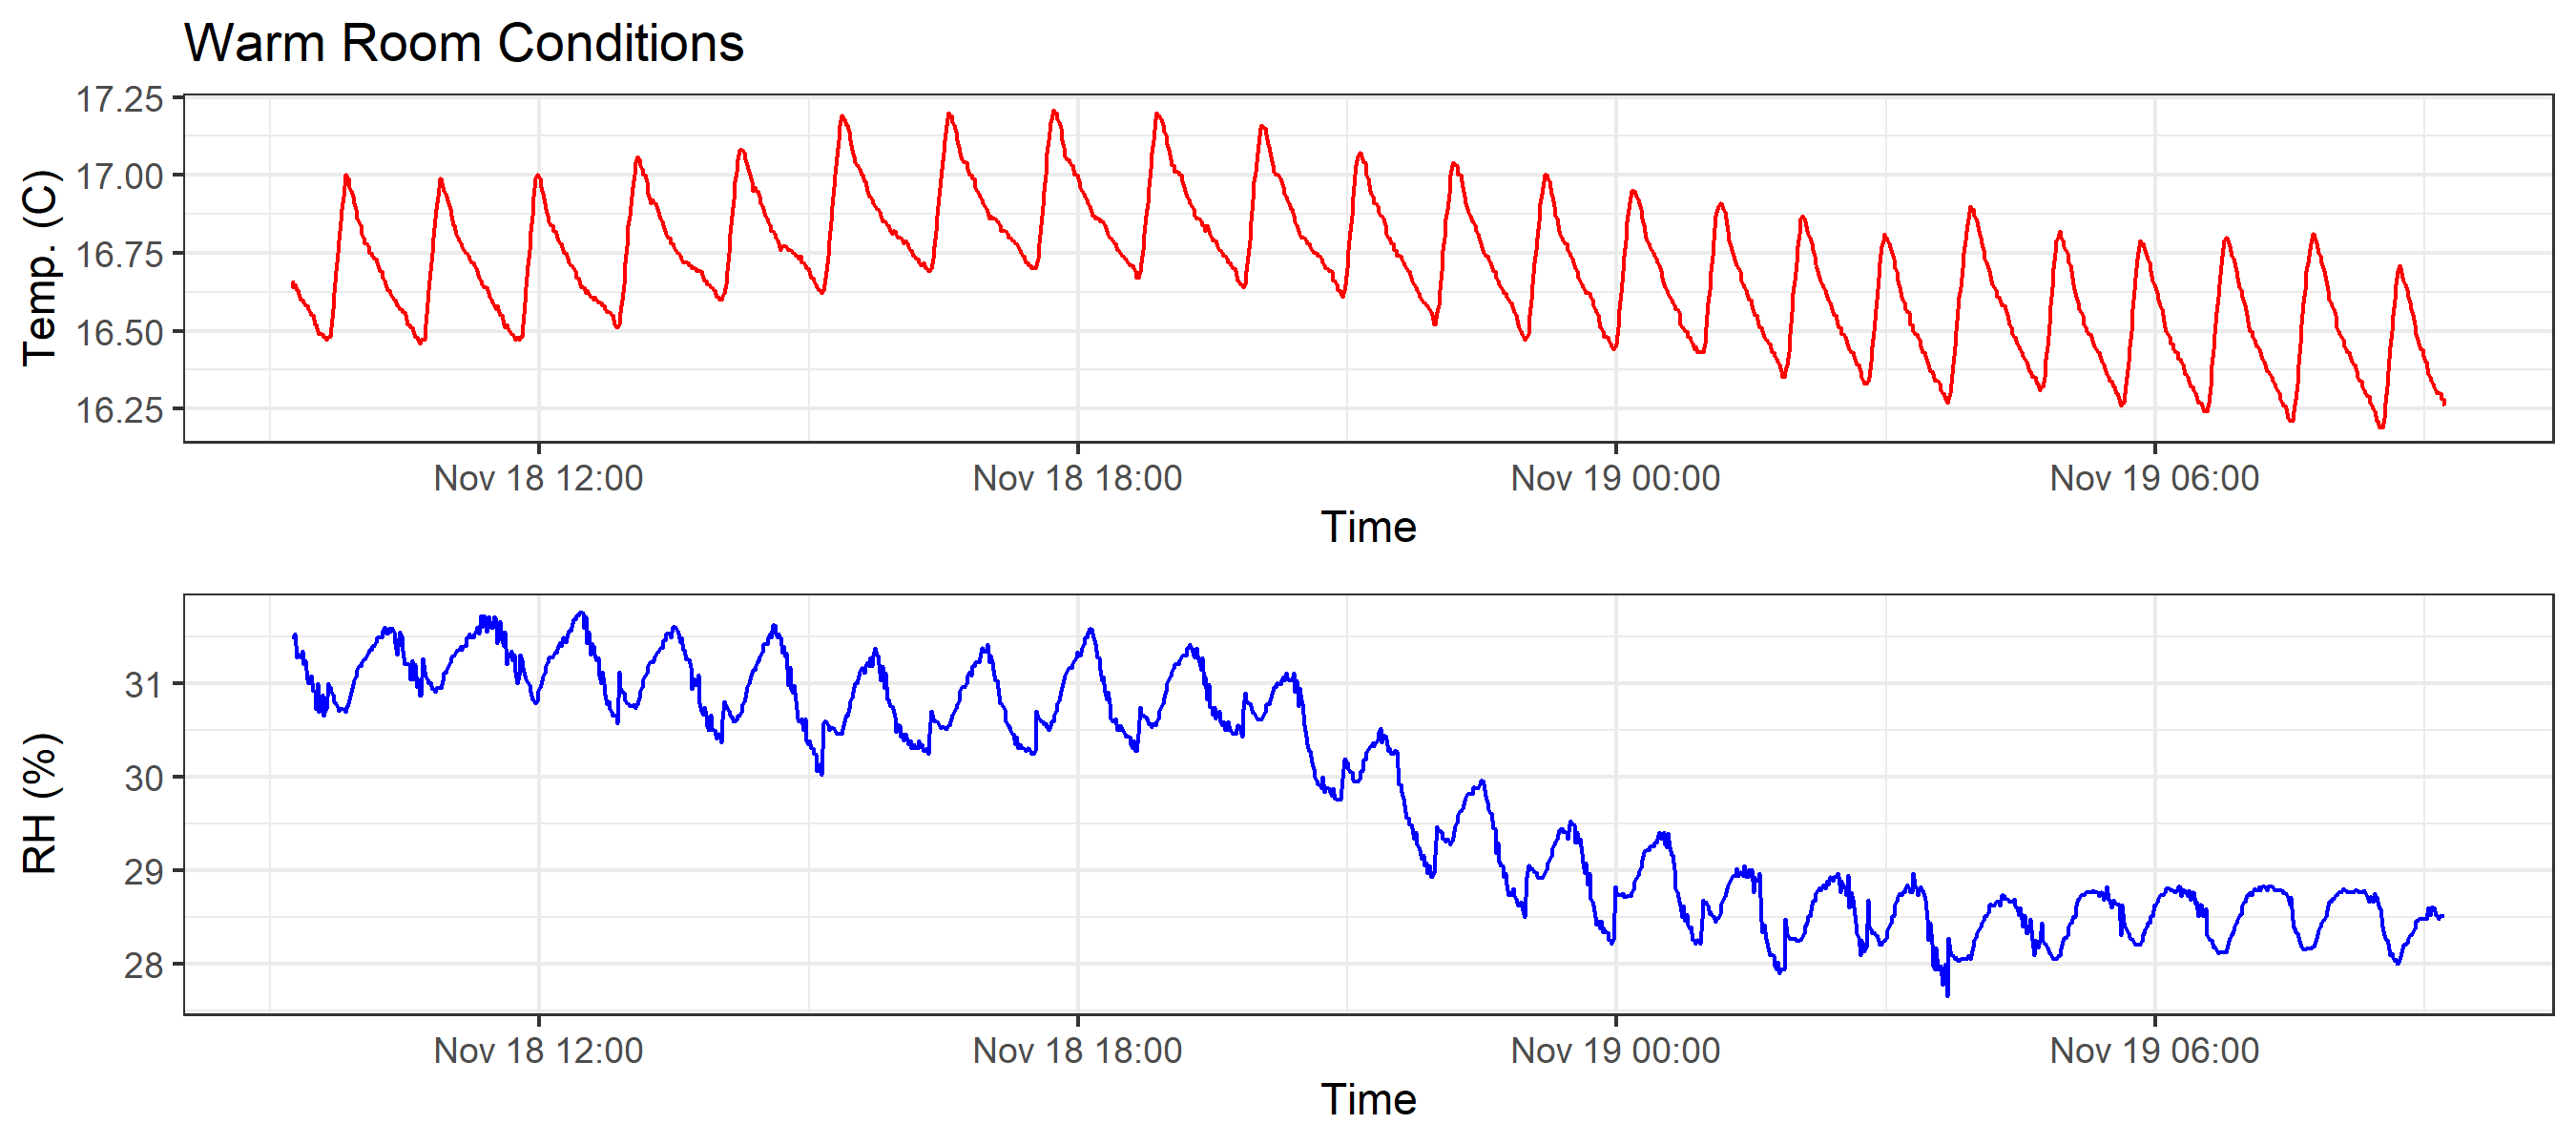 Warm Room Conditions
Temp. (C)
17.25
17.00
16.75
16.50
16.25
Nov 18 12:00 Nov 18 18:00 Nov 19 00:00 Nov 19 06:00
Time
RH (%)
31
30
29
28
Nov 18 12:00 Nov 18 18:00 Nov 19 00:00 Nov 19 06:00
Time